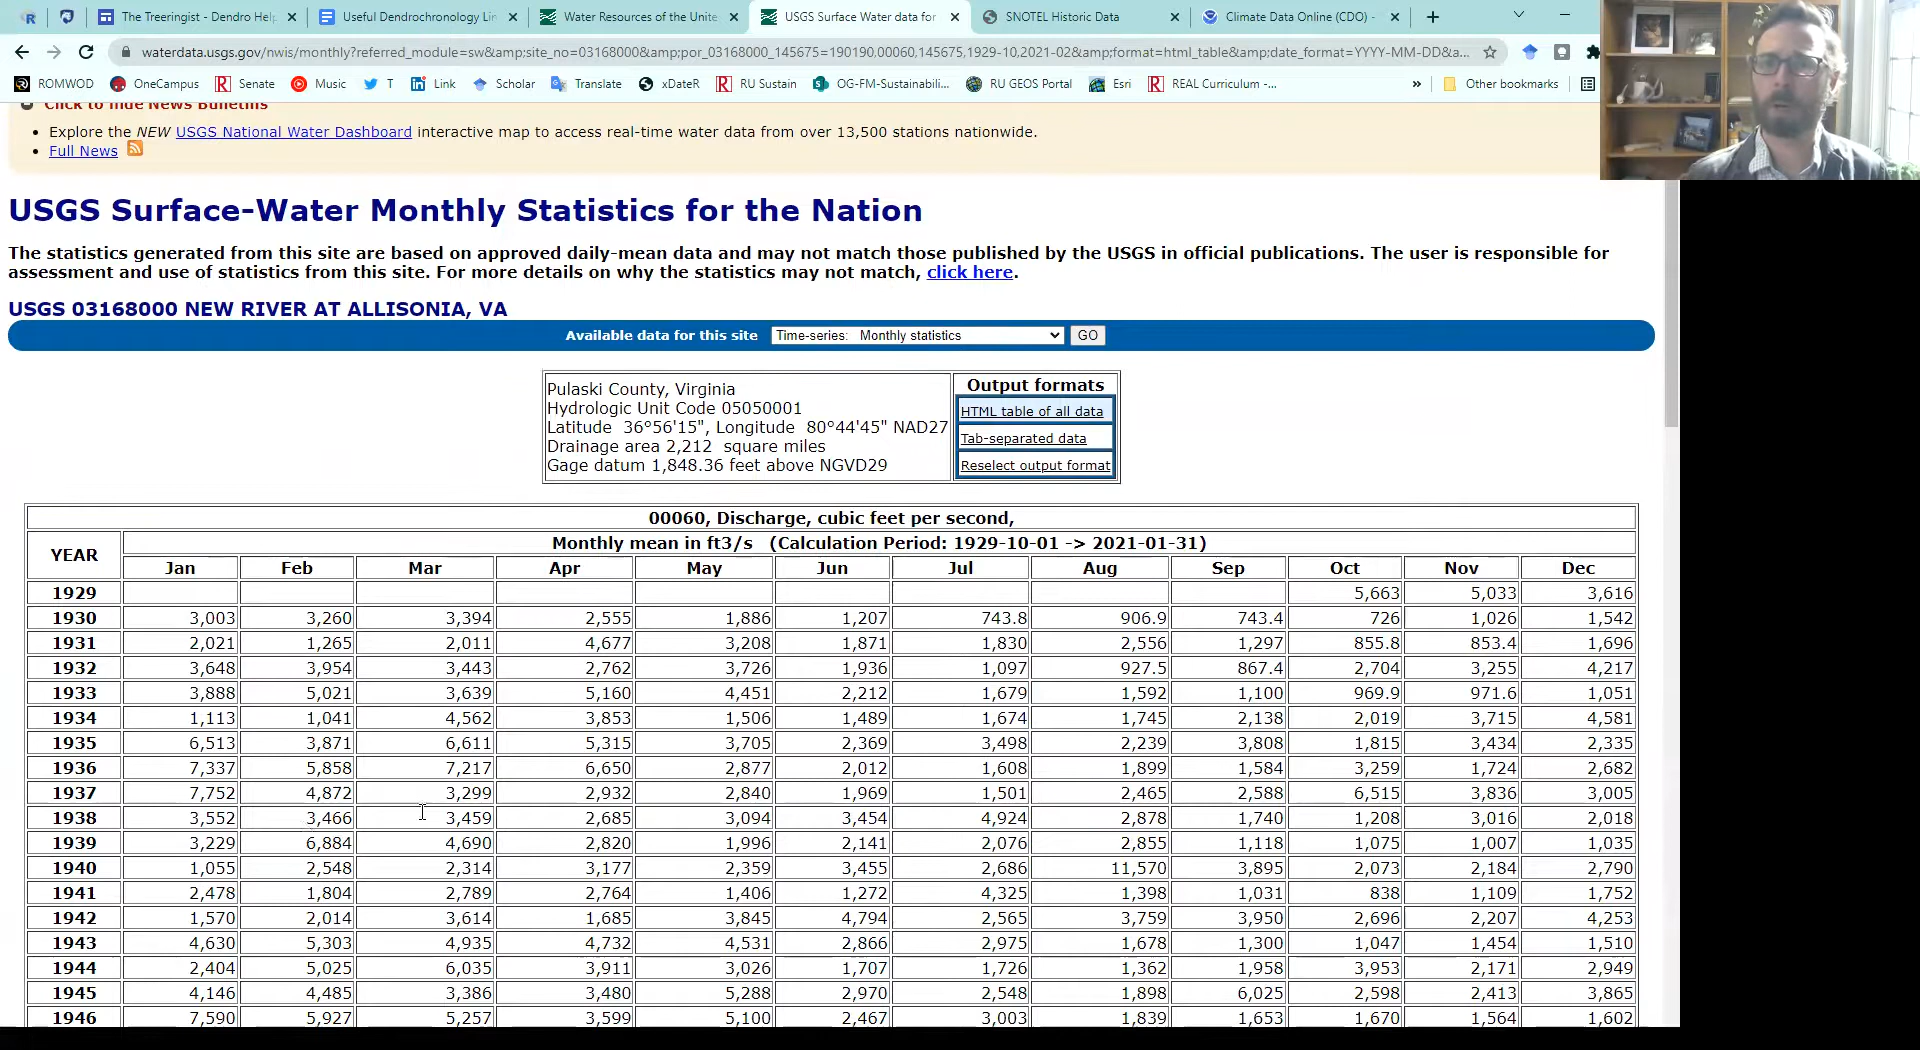 The Treeringist - Dendro Hel
Useful Dendrochronology Li
Water Resources of the Unite
USGS Surface Water data for
SNOTEL Historic Data
Climate Data Online (CDO) -
waterdata.usgs.gov/nwis/monthly?referred_module=sw&amp;site_no=03168000&amp;por_03168000_145675=190190,00060,145675,1929-10,2021-02&amp;format=html_table&amp;date_format=YYYY-MM-DD&a...
ROMWOD OneCampus Senate Music T Link Scholar Translate xDateR RU Sustain OG-FM-Sustainabili... RU GEOS Portal Esri REAL Curriculum -... » Other bookmarks
Click to hide News Bulletins
• Explore the NEW USGS National Water Dashboard interactive map to access real-time water data from over 13,500 stations nationwide.
• Full News
USGS Surface-Water Monthly Statistics for the Nation
The statistics generated from this site are based on approved daily-mean data and may not match those published by the USGS in official publications. The user is responsible for
assessment and use of statistics from this site. For more details on why the statistics may not match, click here.
USGS 03168000 NEW RIVER AT ALLISONIA, VA
Available data for this site Time-series: Monthly statistics GO
Pulaski County, Virginia
Hydrologic Unit Code 05050001
Latitude 36°56'15", Longitude 80°44'45" NAD27
Drainage area 2,212 square miles
Gage datum 1,848.36 feet above NGVD29
Output formats
HTML table of all data
Tab-separated data
Reselect output format
00060, Discharge, cubic feet per second,
YEAR
Monthly mean in ft3/s (Calculation Period: 1929-10-01 -> 2021-01-31)
Jan Feb Mar Apr May Jun Jul Aug Sep Oct Nov Dec
1929 5,663 5,033 3,616
1930 3,003 3,260 3,394 2,555 1,886 1,207 743.8 906.9 743.4 726 1,026 1,542
1931 2,021 1,265 2,011 4,677 3,208 1,871 1,830 2,556 1,297 855.8 853.4 1,696
1932 3,648 3,954 3,443 2,762 3,726 1,936 1,097 927.5 867.4 2,704 3,255 4,217
1933 3,888 5,021 3,639 5,160 4,451 2,212 1,679 1,592 1,100 969.9 971.6 1,051
1934 1,113 1,041 4,562 3,853 1,506 1,489 1,674 1,745 2,138 2,019 3,715 4,581
1935 6,513 3,871 6,611 5,315 3,705 2,369 3,498 2,239 3,808 1,815 3,434 2,335
1936 7,337 5,858 7,217 6,650 2,877 2,012 1,608 1,899 1,584 3,259 1,724 2,682
1937 7,752 4,872 3,299 2,932 2,840 1,969 1,501 2,465 2,588 6,515 3,836 3,005
1938 3,552 3,466 3,459 2,685 3,094 3,454 4,924 2,878 1,740 1,208 3,016 2,018
1939 3,229 6,884 4,690 2,820 1,996 2,141 2,076 2,855 1,118 1,075 1,007 1,035
1940 1,055 2,548 2,314 3,177 2,359 3,455 2,686 11,570 3,895 2,073 2,184 2,790
1941 2,478 1,804 2,789 2,764 1,406 1,272 4,325 1,398 1,031 838 1,109 1,752
1942 1,570 2,014 3,614 1,685 3,845 4,794 2,565 3,759 3,950 2,696 2,207 4,253
1943 4,630 5,303 4,935 4,732 4,531 2,866 2,975 1,678 1,300 1,047 1,454 1,510
1944 2,404 5,025 6,035 3,911 3,026 1,707 1,726 1,362 1,958 3,953 2,171 2,949
1945 4,146 4,485 3,386 3,480 5,288 2,970 2,548 1,898 6,025 2,598 2,413 3,865
1946 7,590 5,927 5,257 3,599 5,100 2,467 3,003 1,839 1,653 1,670 1,564 1,602